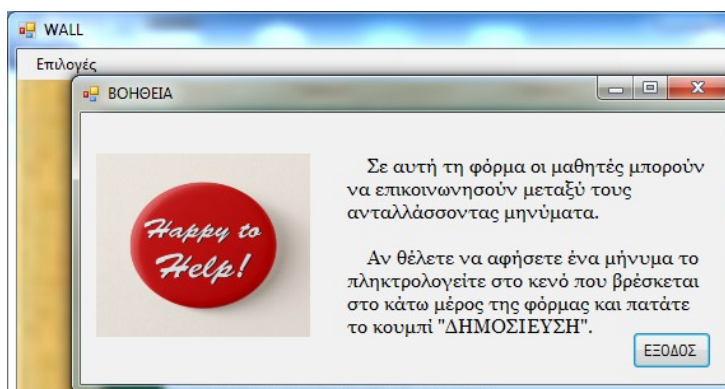 WALL
Επιλογές
ΒΟΗΘΕΙΑ
Happy to
Help!
Σε αυτή τη φόρμα οι μαθητές μπορούν
να επικοινωνησούν μεταξύ τους
ανταλλάσσοντας μηνύματα.
Αν θέλετε να αφήσετε ένα μήνυμα το
πληκτρολογείτε στο κενό που βρίσκεται
στο κάτω μέρος της φόρμας και πατάτε
το κουμπί "ΔΗΜΟΣΙΕΥΣΗ".
ΕΞΟΔΟΣ